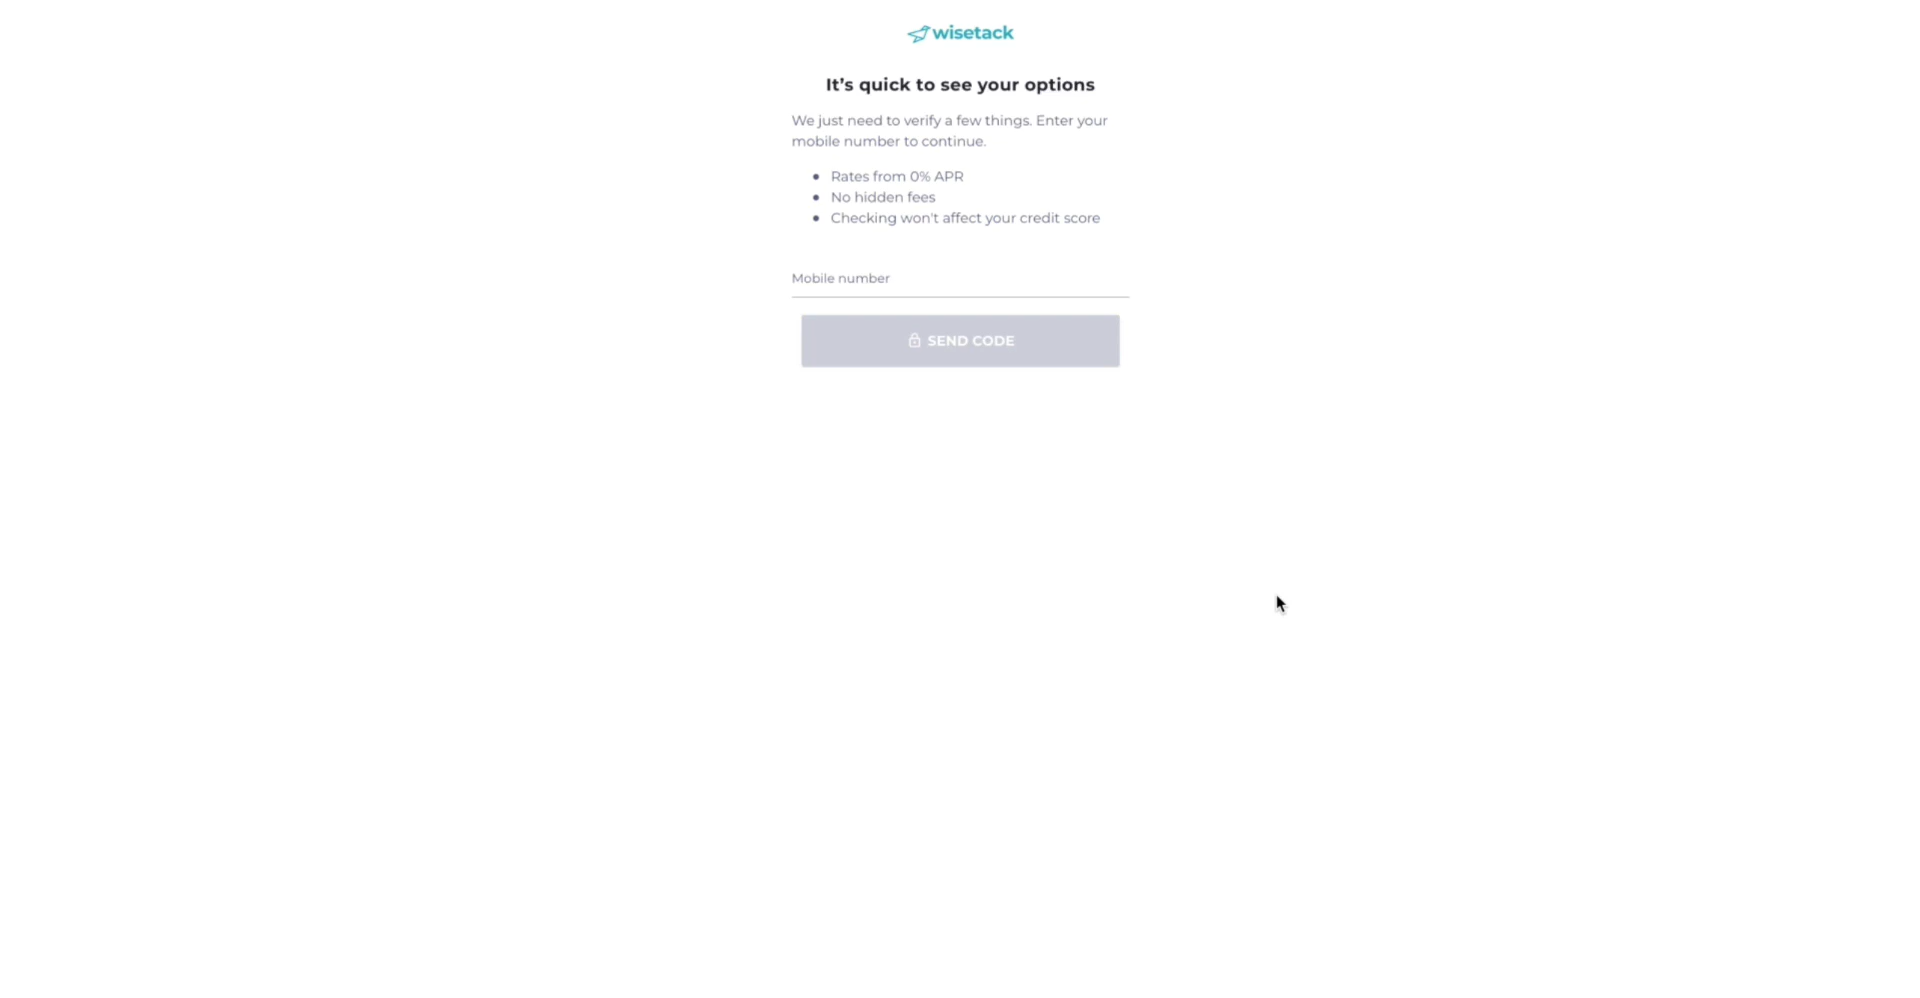 wisetack
It’s quick to see your options
We just need to verify a few things. Enter your
mobile number to continue.
• Rates from 0% APR
• No hidden fees
• Checking won't affect your credit score
Mobile number
SEND CODE